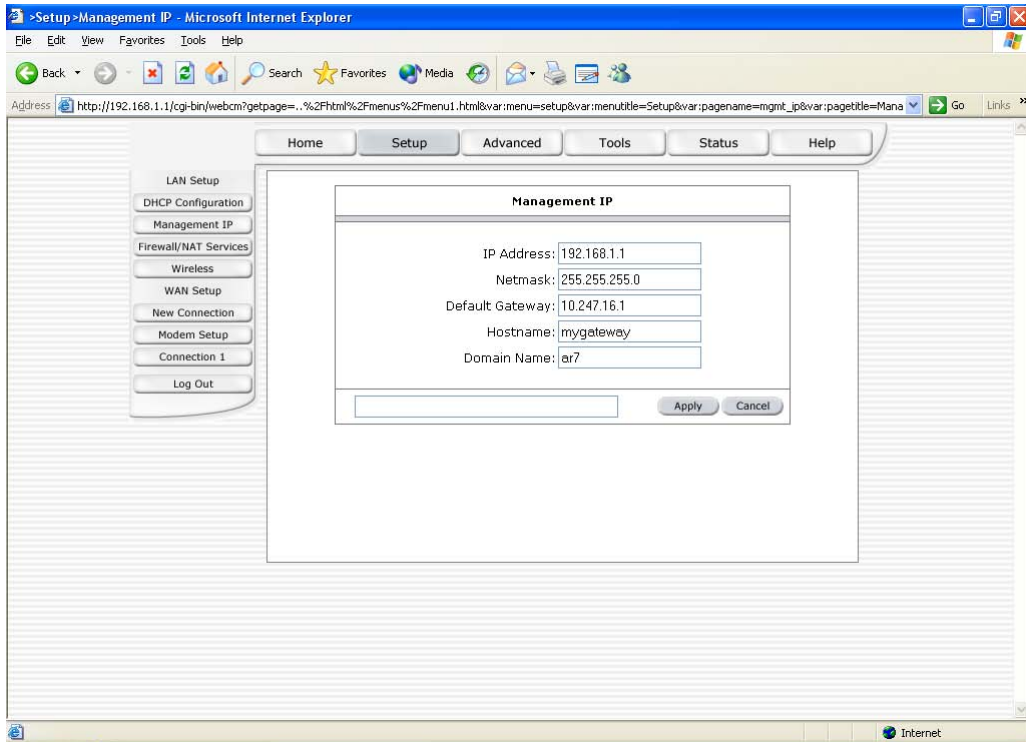 >Setup>Management IP - Microsoft Internet Explorer
File Edit View Favorites Tools Help
Back Search Favorites Media
Address http://192.168.1.1/cgi-bin/webcm?getpage=..%2Fhtml%2Fmenus%2Fmenu1.html&var:menu=setup&var:menutitle=Setup&var:pagename=mgmt_ip&var:pagetitle=Mana Go Links »
Home Setup Advanced Tools Status Help
LAN Setup
DHCP Configuration
Management IP
Firewall/NAT Services
Wireless
WAN Setup
New Connection
Modem Setup
Connection 1
Log Out
Management IP
IP Address: 192.168.1.1
Netmask: 255.255.255.0
Default Gateway: 10.247.16.1
Hostname: mygateway
Domain Name: ar7
Apply Cancel
Internet